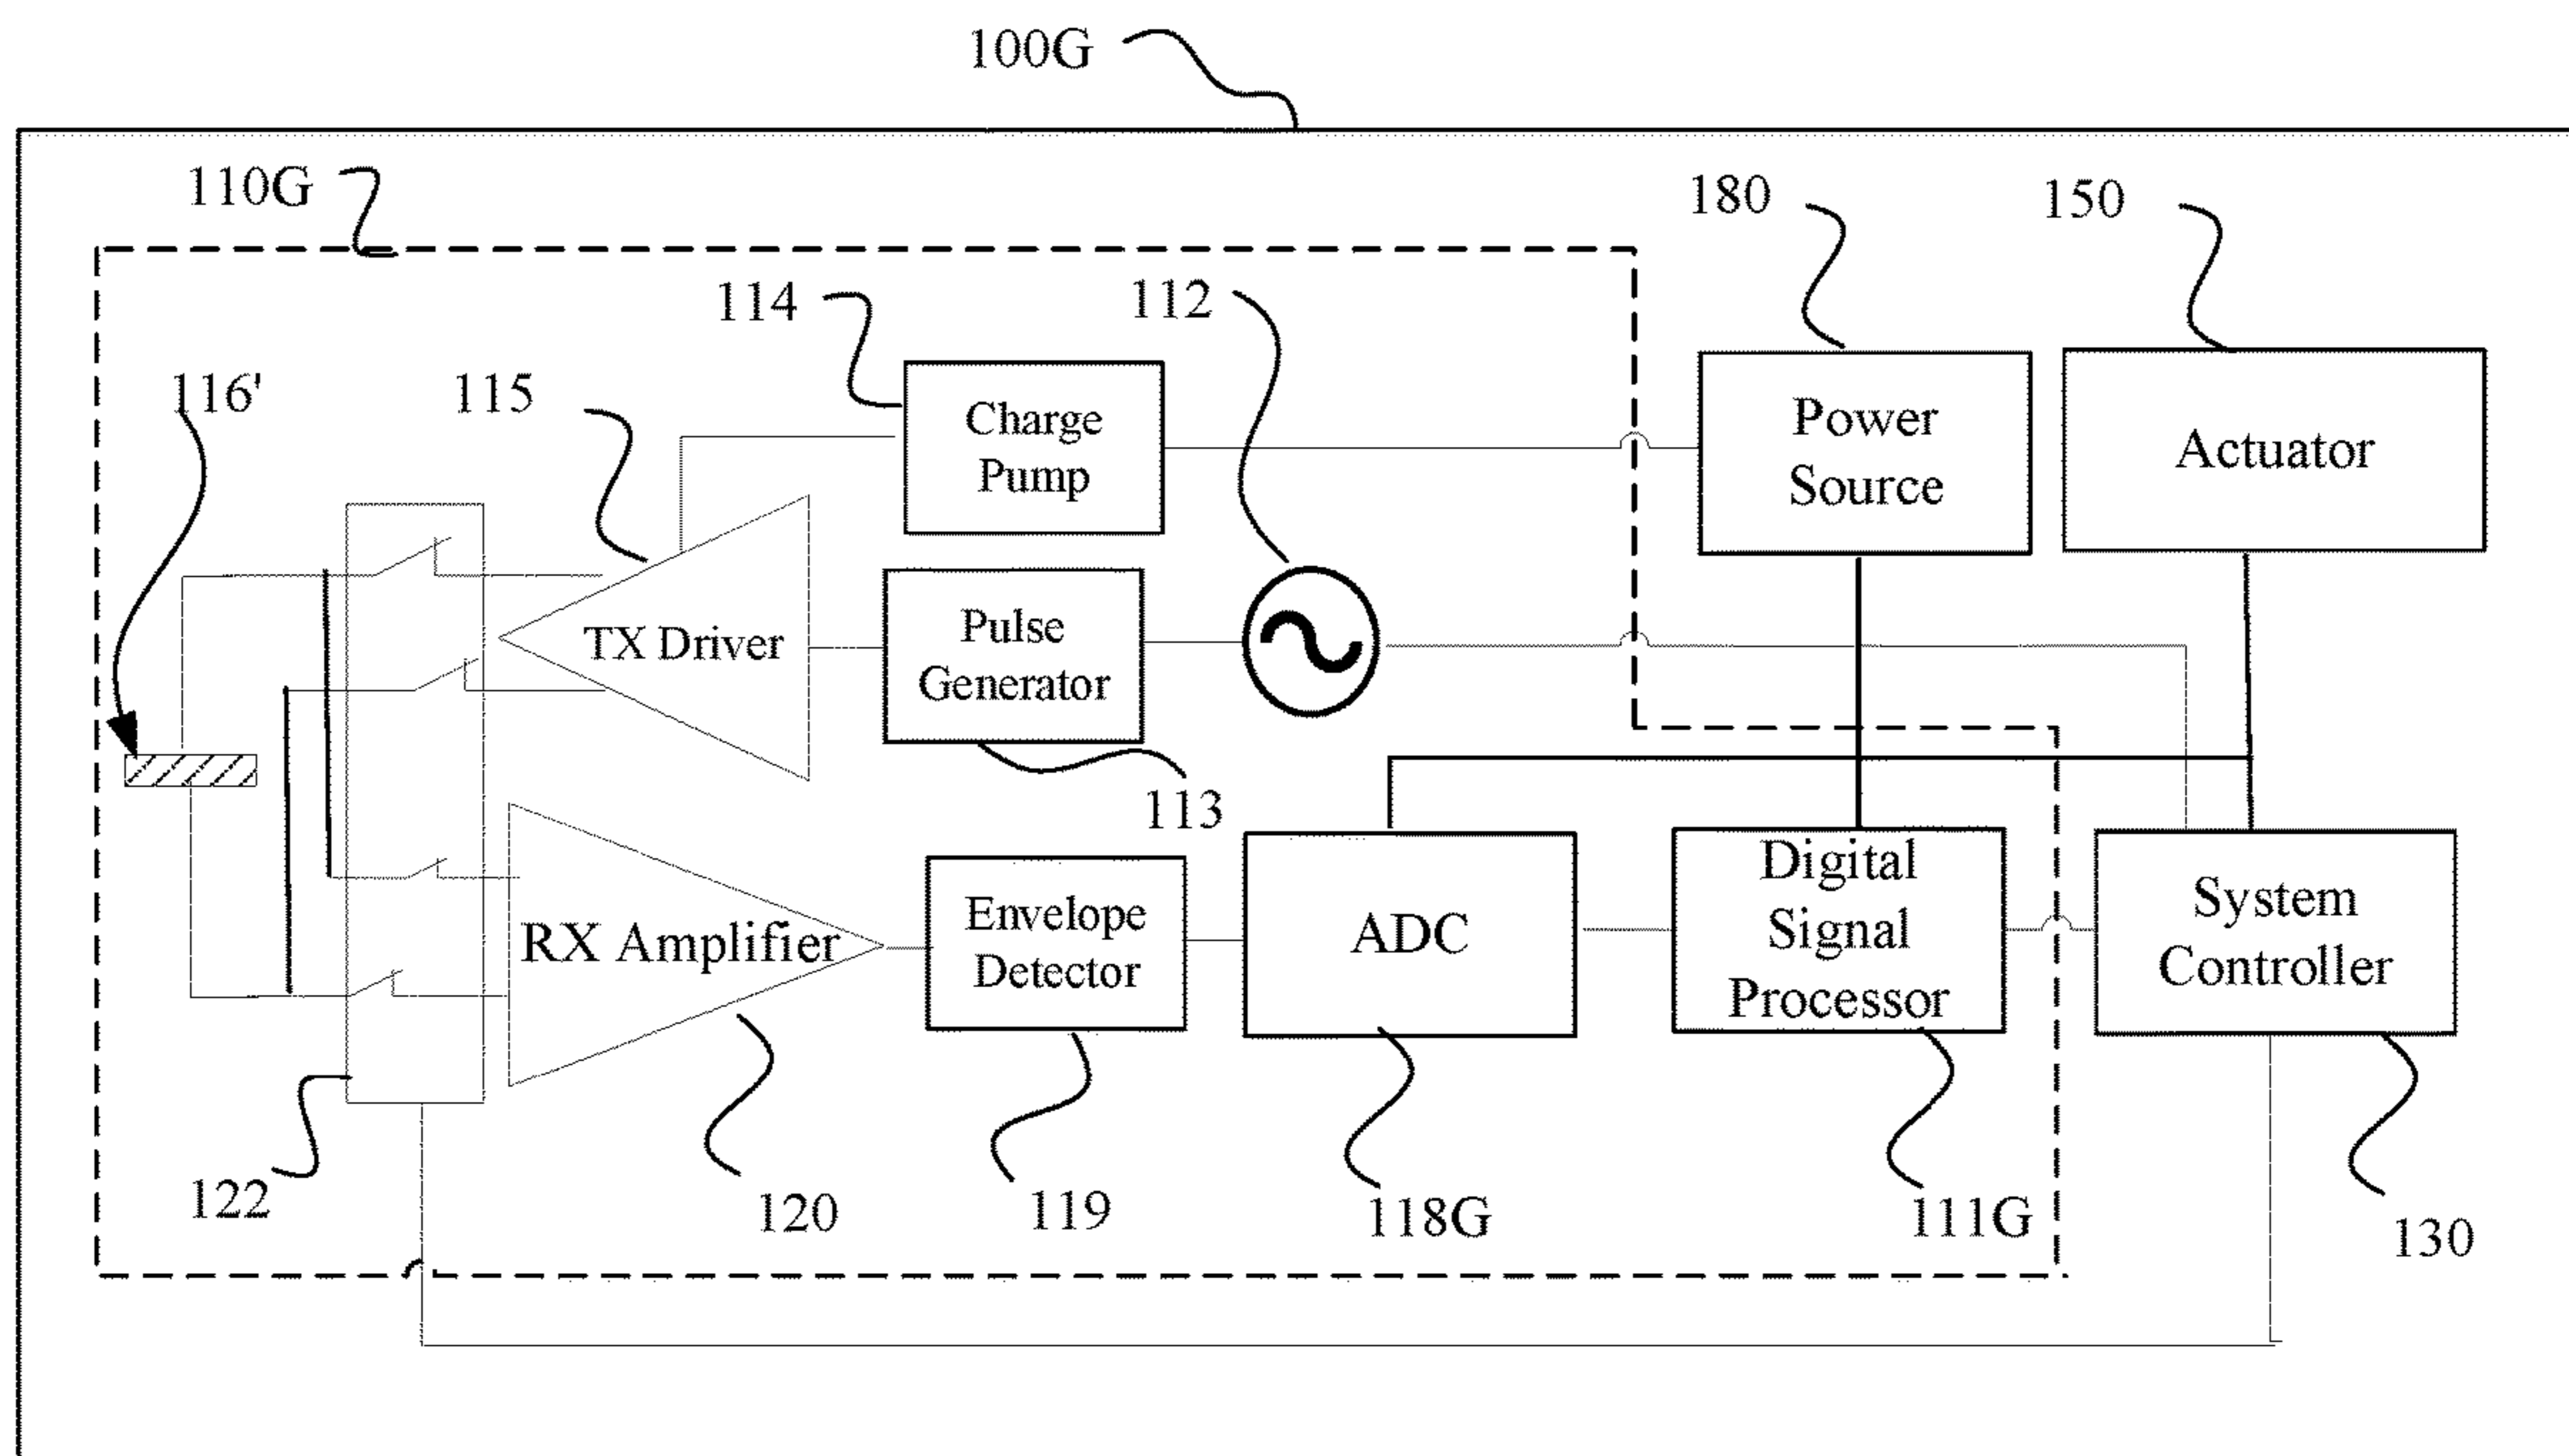 100G
110G
180
150
114
112
116'
115
Charge
Pump
Power
Source
Actuator
TX Driver
Pulse
Generator
113
RX Amplifier
Envelope
Detector
ADC
Digital
Signal
Processor
System
Controller
122
120
119
118G
111G
130